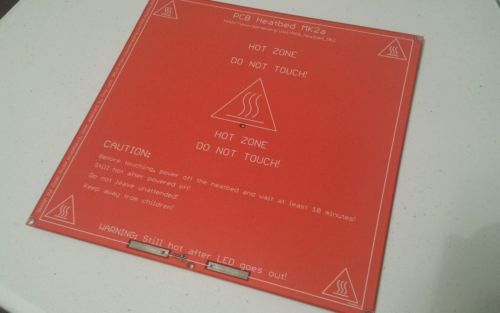 PCB Heatbed MK2a
HOT ZONE
DO NOT TOUCH!
HOT ZONE
DO NOT TOUCH!
CAUTION:
Before touching, power off the heatbed and wait at least 10 minutes!
Still hot after powered off!
Do not leave unattended!
Keep away from children!
WARNING: Still hot after LED goes out!